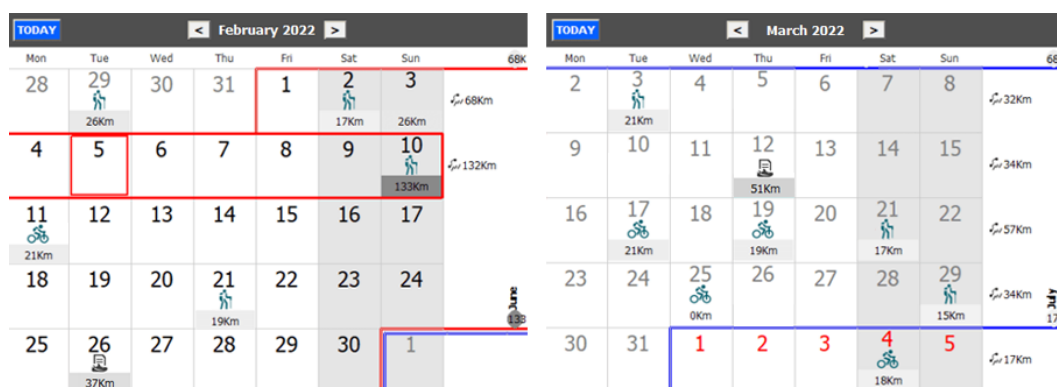 TODAY < February 2022 >
Mon Tue Wed Thu Fri Sat Sun 68K
28 29 30 31 1 2 3
26Km 17Km 26Km 68Km
4 5 6 7 8 9 10
133Km 132Km
11 12 13 14 15 16 17
21Km
18 19 20 21 22 23 24
19Km
June
133
25 26 27 28 29 30 1
37Km
TODAY < March 2022 >
Mon Tue Wed Thu Fri Sat Sun 68
2 3 4 5 6 7 8
21Km 32Km
9 10 11 12 13 14 15
51Km 34Km
16 17 18 19 20 21 22
21Km 19Km 17Km 57Km
23 24 25 26 27 28 29
0Km 15Km 34Km
July
17
30 31 1 2 3 4 5
18Km 17Km